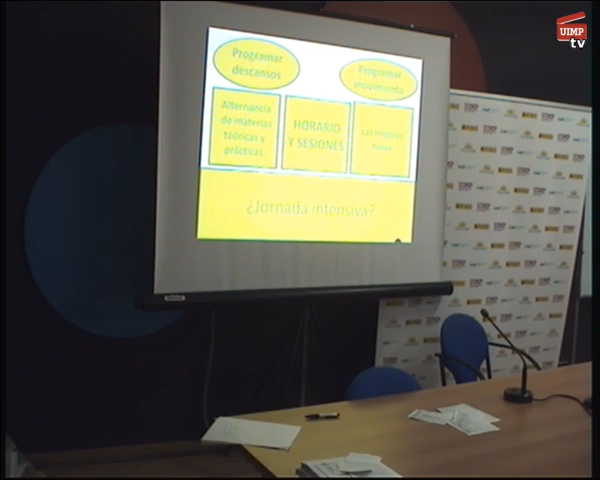 UIMP
tv
Programar
descansos
Programar
movimiento
Alternancia
de materias
teóricas y
prácticas
HORARIO
Y SESIONES
Las mejores
horas
¿Jornada intensiva?